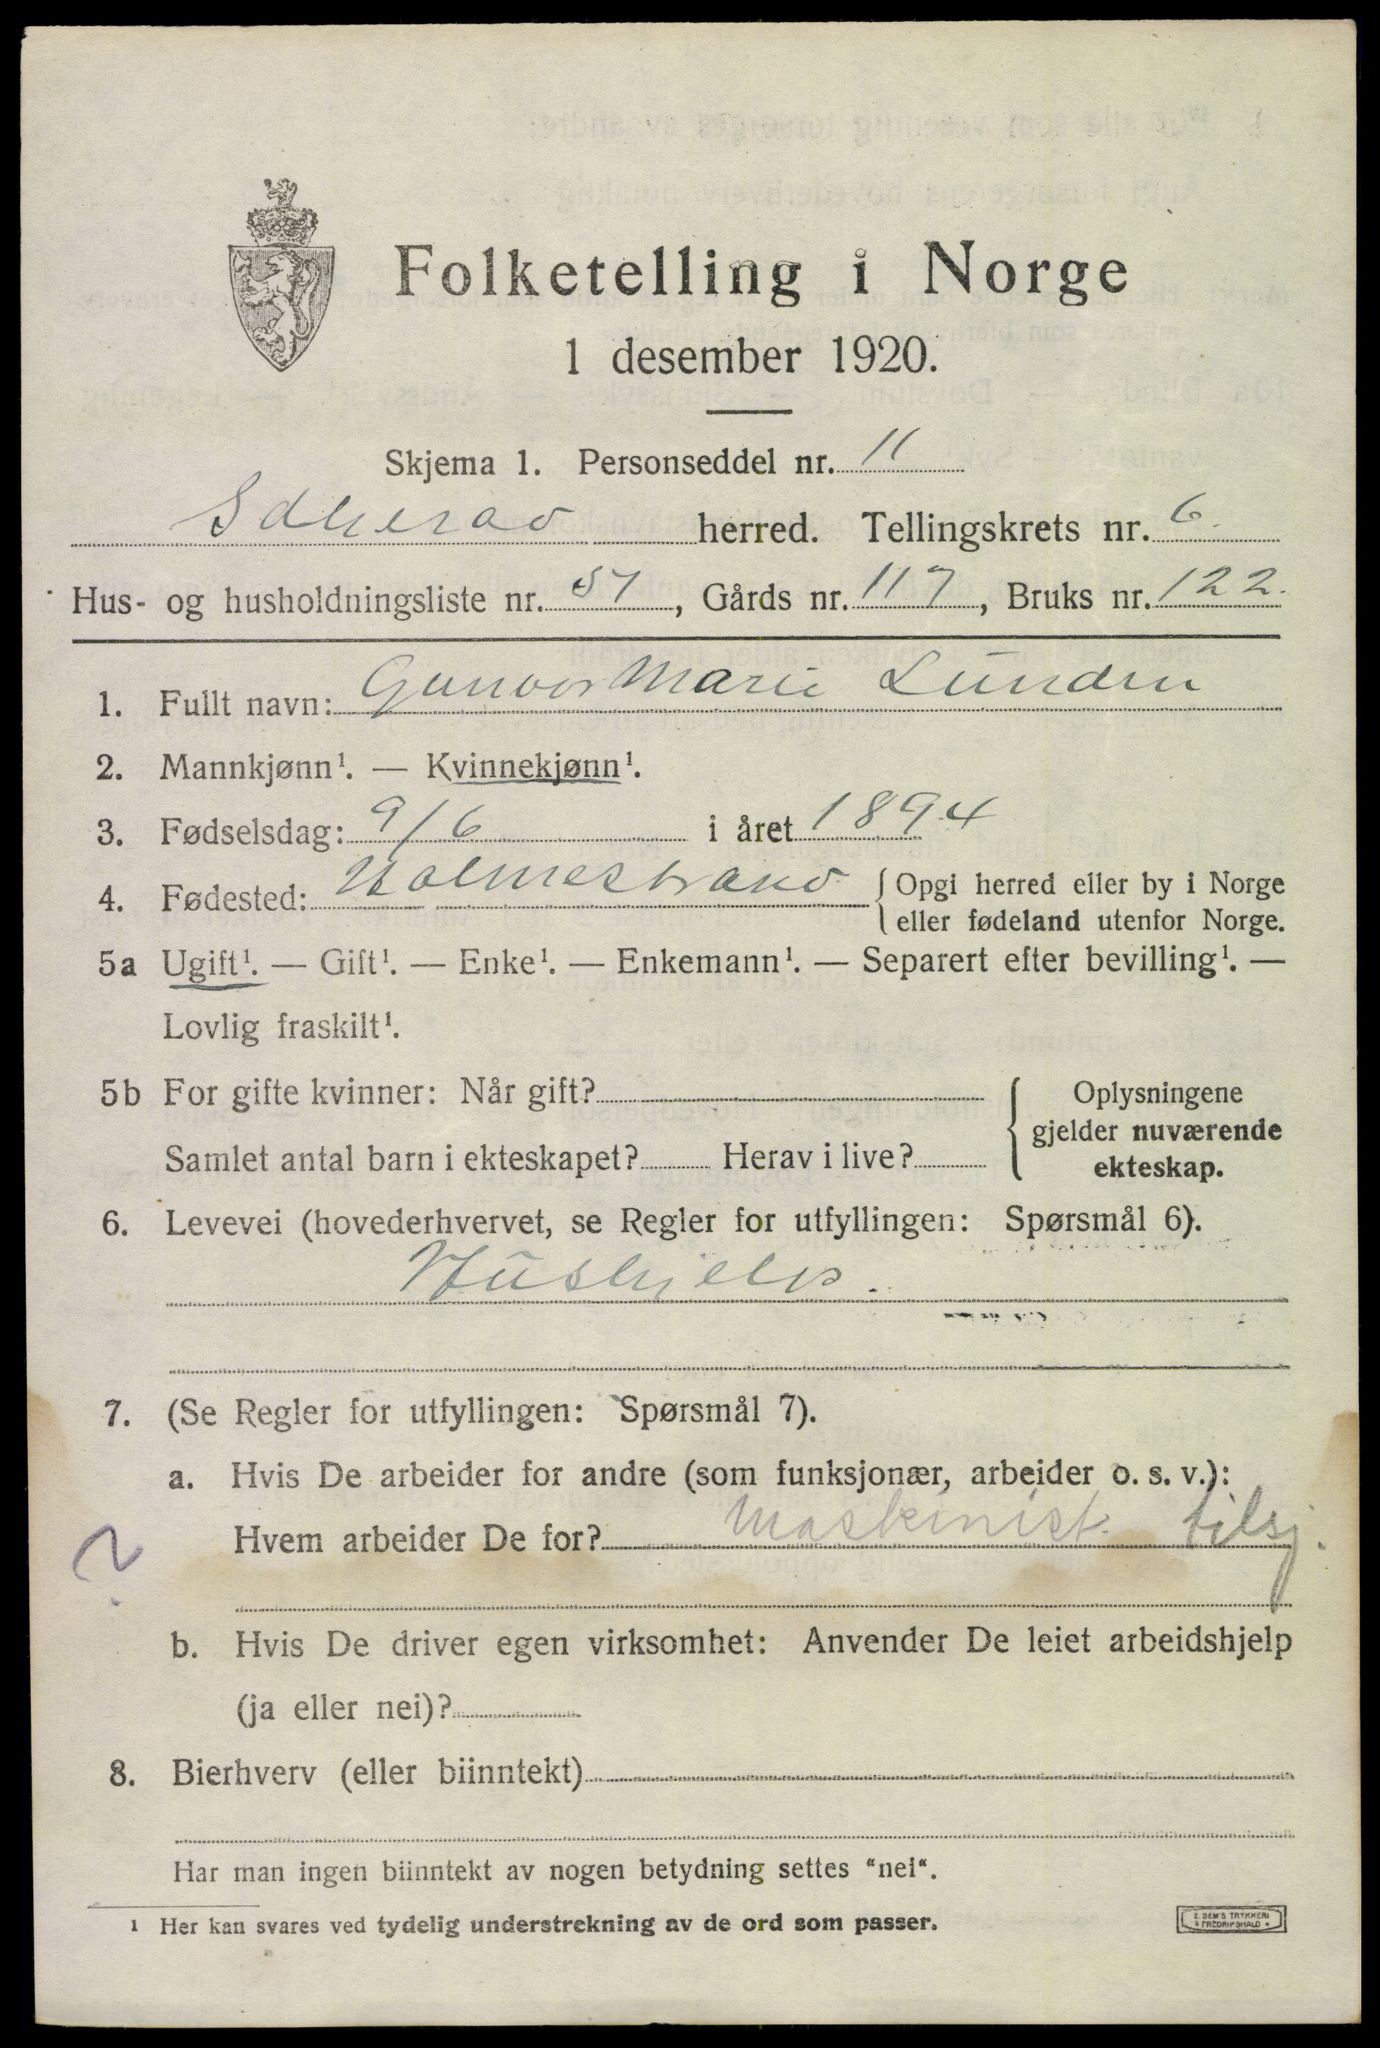 Folketelling i Norge
1 desember 1920.
Skjema 1. Personseddel nr. 11
herred. Tellingskrets nr. 6.
Hus- og husholdningsliste nr. 57, Gårds nr. 117, Bruks nr. 122.
1. Fullt navn: Gunvor Marie Lunden
2. Mannkjønn¹. — Kvinnekjønn¹.
3. Fødselsdag: 9/6 i året 1894
4. Fødested: Holmestrand {Opgi herred eller by i Norge
eller fødeland utenfor Norge.
5a Ugift¹. — Gift¹. — Enke¹. — Enkemann¹. — Separert efter bevilling¹. —
Lovlig fraskilt¹.
5b For gifte kvinner: Når gift?
Samlet antal barn i ekteskapet? Herav i live?
Oplysningene
gjelder nuværende
ekteskap.
6. Levevei (hovederhvervet, se Regler for utfyllingen: Spørsmål 6).
Hushjelp.
7. (Se Regler for utfyllingen: Spørsmål 7).
a. Hvis De arbeider for andre (som funksjonær, arbeider o. s. v.):
Hvem arbeider De for? Maskinist tilsj.
?
b. Hvis De driver egen virksomhet: Anvender De leiet arbeidshjelp
(ja eller nei)?
8. Bierhverv (eller biinntekt)
Har man ingen biinntekt av nogen betydning settes "nei".
¹ Her kan svares ved tydelig understrekning av de ord som passer.
E. SEM'S TRYKKERI
FREDRIKSHALD